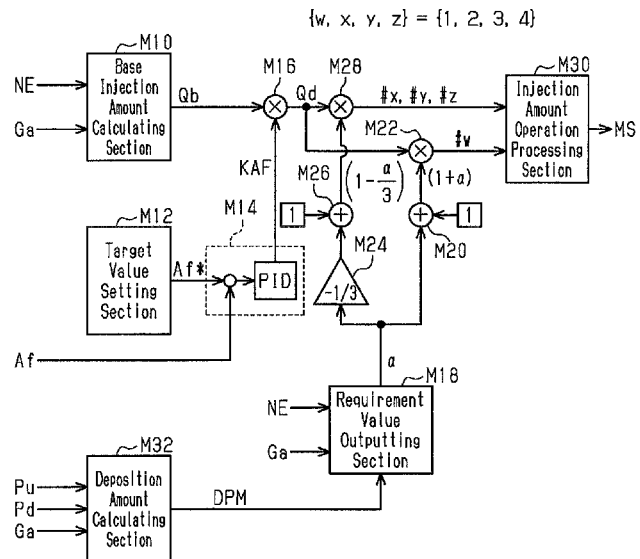 {w, x, y, z} = {1, 2, 3, 4}
M10
Base
Injection
Amount
Calculating
Section
NE
Ga
Qb
M16
Qd
M28
#x, #y, #z
M30
Injection
Amount
Operation
Processing
Section
MS
M22
#w
KAF
M26
(1-a/3)
(1+a)
1
1
M20
M12
Target
Value
Setting
Section
Af*
M14
PID
M24
-1/3
Af
a
M18
NE
Ga
Requirement
Value
Outputting
Section
M32
Pu
Pd
Ga
Deposition
Amount
Calculating
Section
DPM